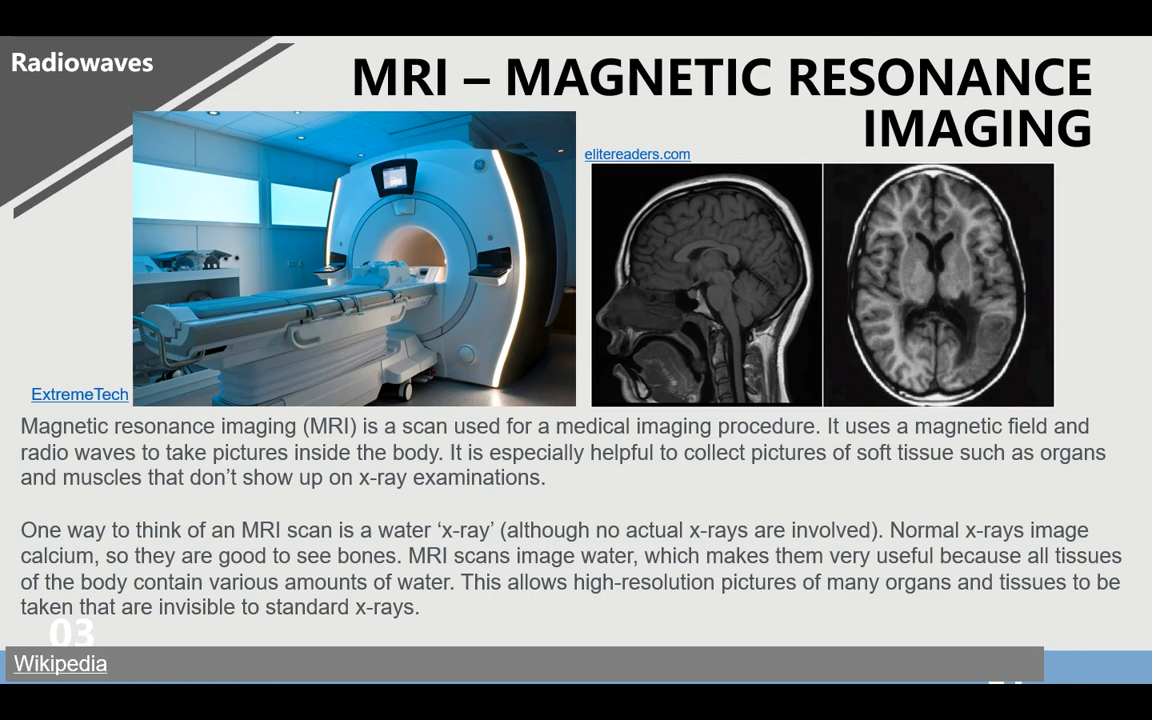 Radiowaves
MRI – MAGNETIC RESONANCE
IMAGING
elitereaders.com
ExtremeTech
Magnetic resonance imaging (MRI) is a scan used for a medical imaging procedure. It uses a magnetic field and
radio waves to take pictures inside the body. It is especially helpful to collect pictures of soft tissue such as organs
and muscles that don’t show up on x-ray examinations.
One way to think of an MRI scan is a water ‘x-ray’ (although no actual x-rays are involved). Normal x-rays image
calcium, so they are good to see bones. MRI scans image water, which makes them very useful because all tissues
of the body contain various amounts of water. This allows high-resolution pictures of many organs and tissues to be
taken that are invisible to standard x-rays.
03
Wikipedia